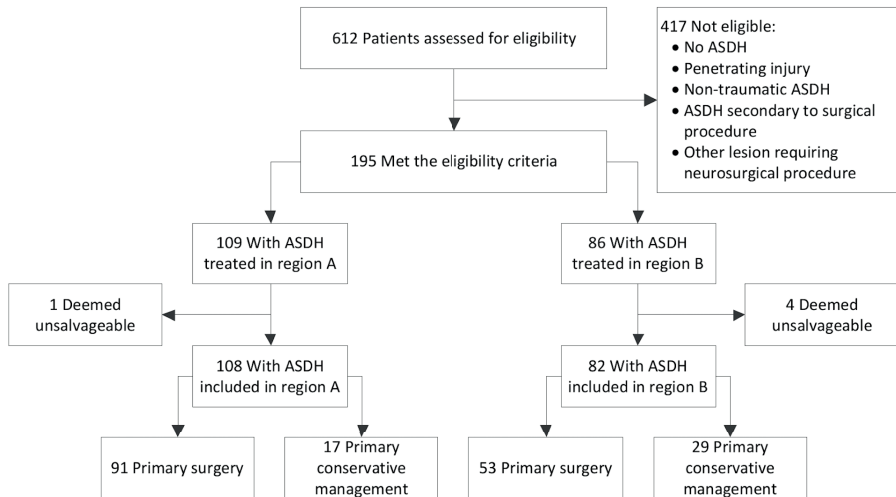 612 Patients assessed for eligibility
417 Not eligible:
• No ASDH
• Penetrating injury
• Non-traumatic ASDH
• ASDH secondary to surgical
procedure
• Other lesion requiring
neurosurgical procedure
195 Met the eligibility criteria
109 With ASDH
treated in region A
86 With ASDH
treated in region B
1 Deemed
unsalvageable
4 Deemed
unsalvageable
108 With ASDH
included in region A
82 With ASDH
included in region B
91 Primary surgery
17 Primary
conservative
management
53 Primary surgery
29 Primary
conservative
management